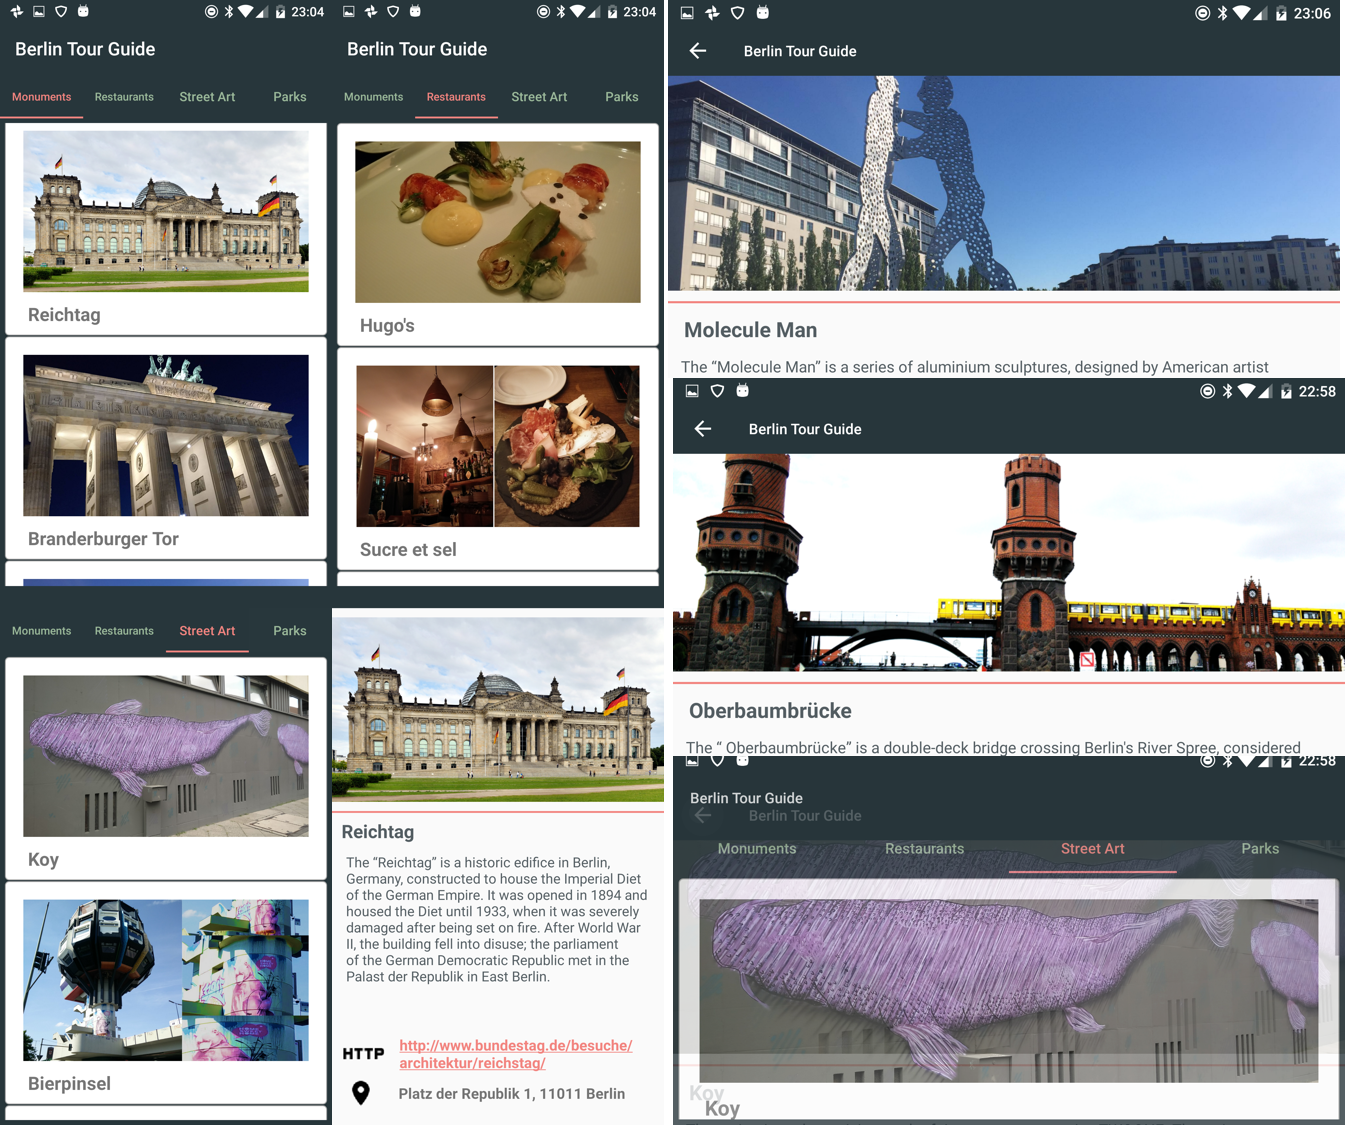 23:04
Berlin Tour Guide
Monuments Restaurants Street Art Parks
Reichtag
Branderburger Tor
23:04
Berlin Tour Guide
Monuments Restaurants Street Art Parks
Hugo's
Sucre et sel
23:06
Berlin Tour Guide
Molecule Man
The “Molecule Man” is a series of aluminium sculptures, designed by American artist
22:58
Berlin Tour Guide
Oberbaumbrücke
The “ Oberbaumbrücke” is a double-deck bridge crossing Berlin's River Spree, considered
Monuments Restaurants Street Art Parks
Koy
Bierpinsel
Reichtag
The “Reichtag” is a historic edifice in Berlin,
Germany, constructed to house the Imperial Diet
of the German Empire. It was opened in 1894 and
housed the Diet until 1933, when it was severely
damaged after being set on fire. After World War
II, the building fell into disuse; the parliament
of the German Democratic Republic met in the
Palast der Republik in East Berlin.
HTTP
http://www.bundestag.de/besuche/
architektur/reichstag/
Platz der Republik 1, 11011 Berlin
22:58
Berlin Tour Guide
Berlin Tour Guide
Monuments Restaurants Street Art Parks
Koy
Koy